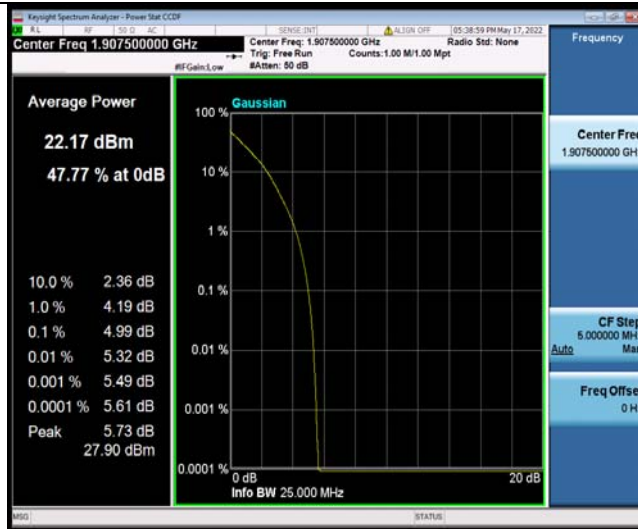 Keysight Spectrum Analyzer - Power Stat CCDF
RL RF 50 Ω AC SENSE:INT ALIGN OFF 05:38:59 PM May 17, 2022
Center Freq 1.907500000 GHz
Center Freq: 1.907500000 GHz Radio Std: None
Trig: Free Run Counts:1.00 M/1.00 Mpt
#IFGain:Low #Atten: 50 dB
Frequency
Average Power
22.17 dBm
47.77 % at 0dB
10.0 % 2.36 dB
1.0 % 4.19 dB
0.1 % 4.99 dB
0.01 % 5.32 dB
0.001 % 5.49 dB
0.0001 % 5.61 dB
Peak 5.73 dB
27.90 dBm
Gaussian
100 %
10 %
1 %
0.1 %
0.01 %
0.001 %
0.0001 %
0 dB 20 dB
Info BW 25.000 MHz
Center Fre
1.907500000 GH
CF Step
5.000000 MH
Auto Ma
Freq Offse
0 H
MSG STATUS